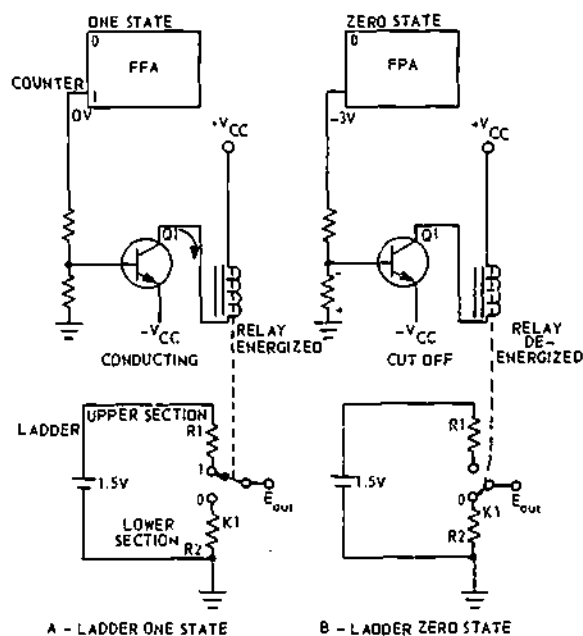 ONE STATE
0
FFA
COUNTER
1
0V
+VCC
Q1
-VCC
CONDUCTING
RELAY
ENERGIZED
UPPER SECTION
LADDER
R1
1
1.5V
0
Eout
K1
LOWER
SECTION
R2
A - LADDER ONE STATE
ZERO STATE
0
FPA
-3V
+VCC
Q1
-
+
-VCC
CUT OFF
RELAY
DE-
ENERGIZED
R1
1.5V
0
Eout
K1
R2
B - LADDER ZERO STATE